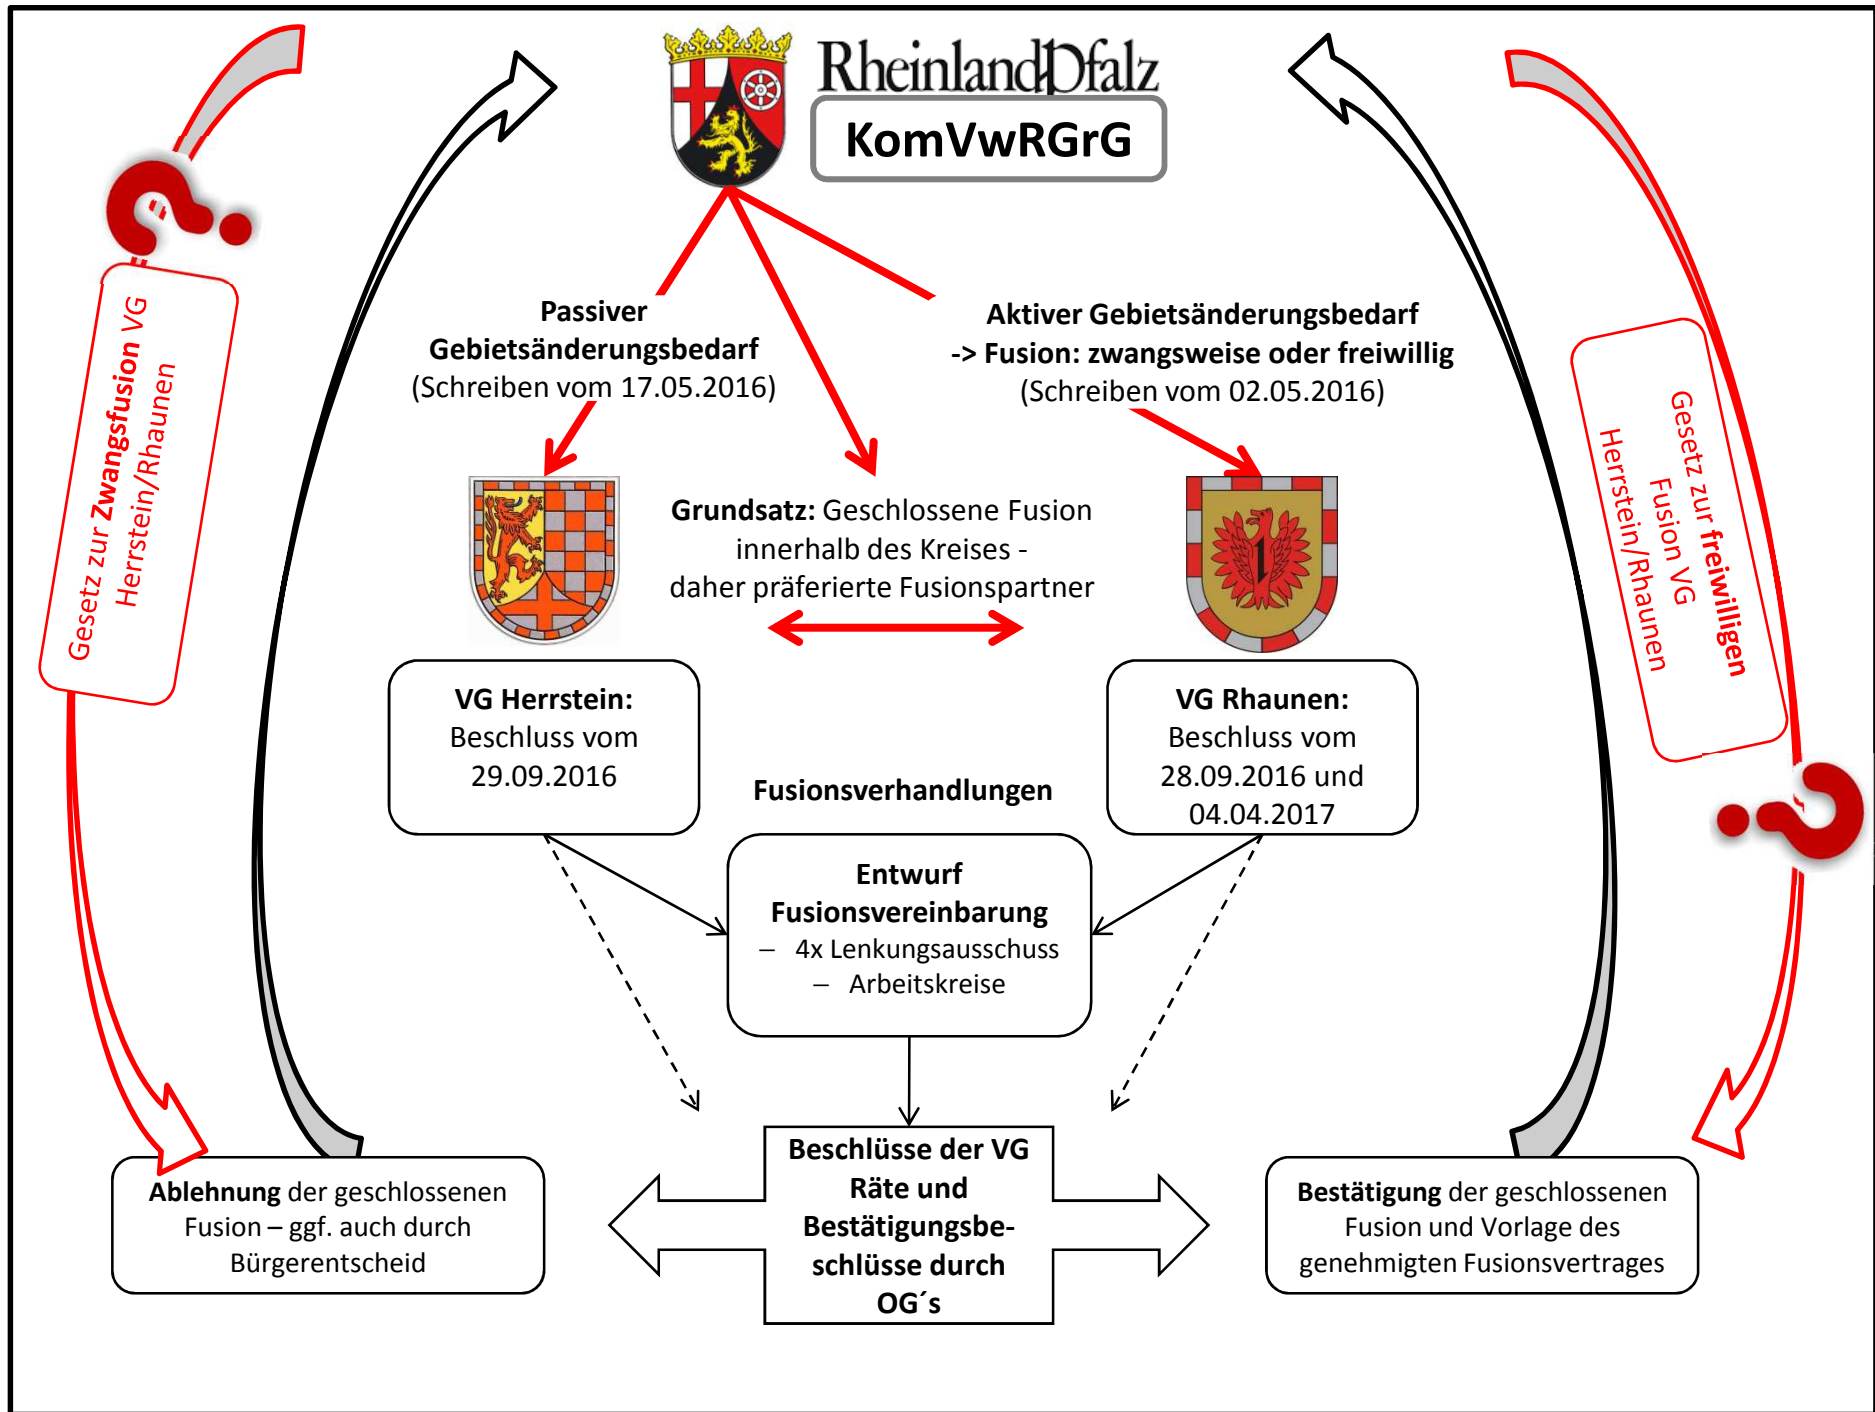 RheinlandPfalz
KomVwRGrG
Passiver
Gebietsänderungsbedarf
(Schreiben vom 17.05.2016)
Aktiver Gebietsänderungsbedarf
-> Fusion: zwangsweise oder freiwillig
(Schreiben vom 02.05.2016)
Gesetz zur Zwangsfusion VG
Herrstein/Rhaunen
Gesetz zur freiwilligen
Fusion VG
Herrstein/Rhaunen
Grundsatz: Geschlossene Fusion
innerhalb des Kreises -
daher präferierte Fusionspartner
VG Herrstein:
Beschluss vom
29.09.2016
VG Rhaunen:
Beschluss vom
28.09.2016 und
04.04.2017
Fusionsverhandlungen
Entwurf
Fusionsvereinbarung
– 4x Lenkungsausschuss
– Arbeitskreise
Ablehnung der geschlossenen
Fusion – ggf. auch durch
Bürgerentscheid
Beschlüsse der VG
Räte und
Bestätigungsbe-
schlüsse durch
OG´s
Bestätigung der geschlossenen
Fusion und Vorlage des
genehmigten Fusionsvertrages